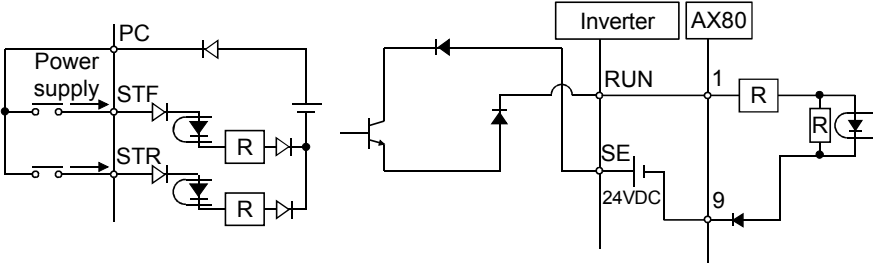 PC
Power
supply
STF
R
STR
R
Inverter
AX80
RUN
1
R
R
SE
24VDC
9